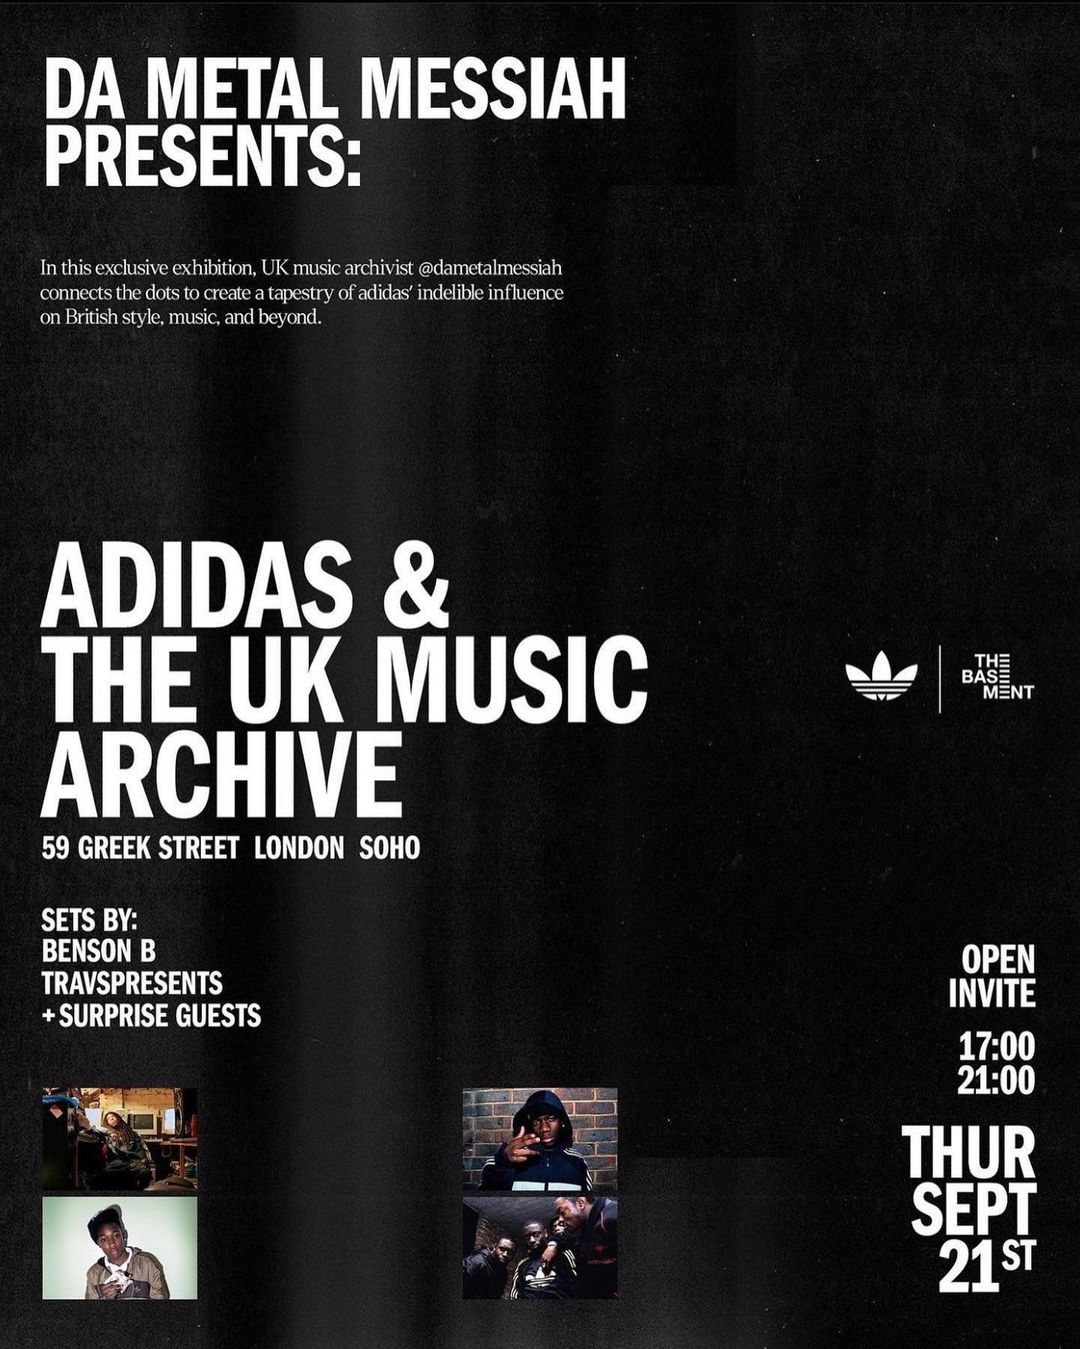 DA METAL MESSIAH
PRESENTS:
In this exclusive exhibition, UK music archivist @dametalmessiah
connects the dots to create a tapestry of adidas’ indelible influence
on British style, music, and beyond.
ADIDAS &
THE UK MUSIC
ARCHIVE
59 GREEK STREET LONDON SOHO
THE
BASE
MENT
SETS BY:
BENSON B
TRAVSPRESENTS
+ SURPRISE GUESTS
OPEN
INVITE
17:00
21:00
THUR
SEPT
21ST